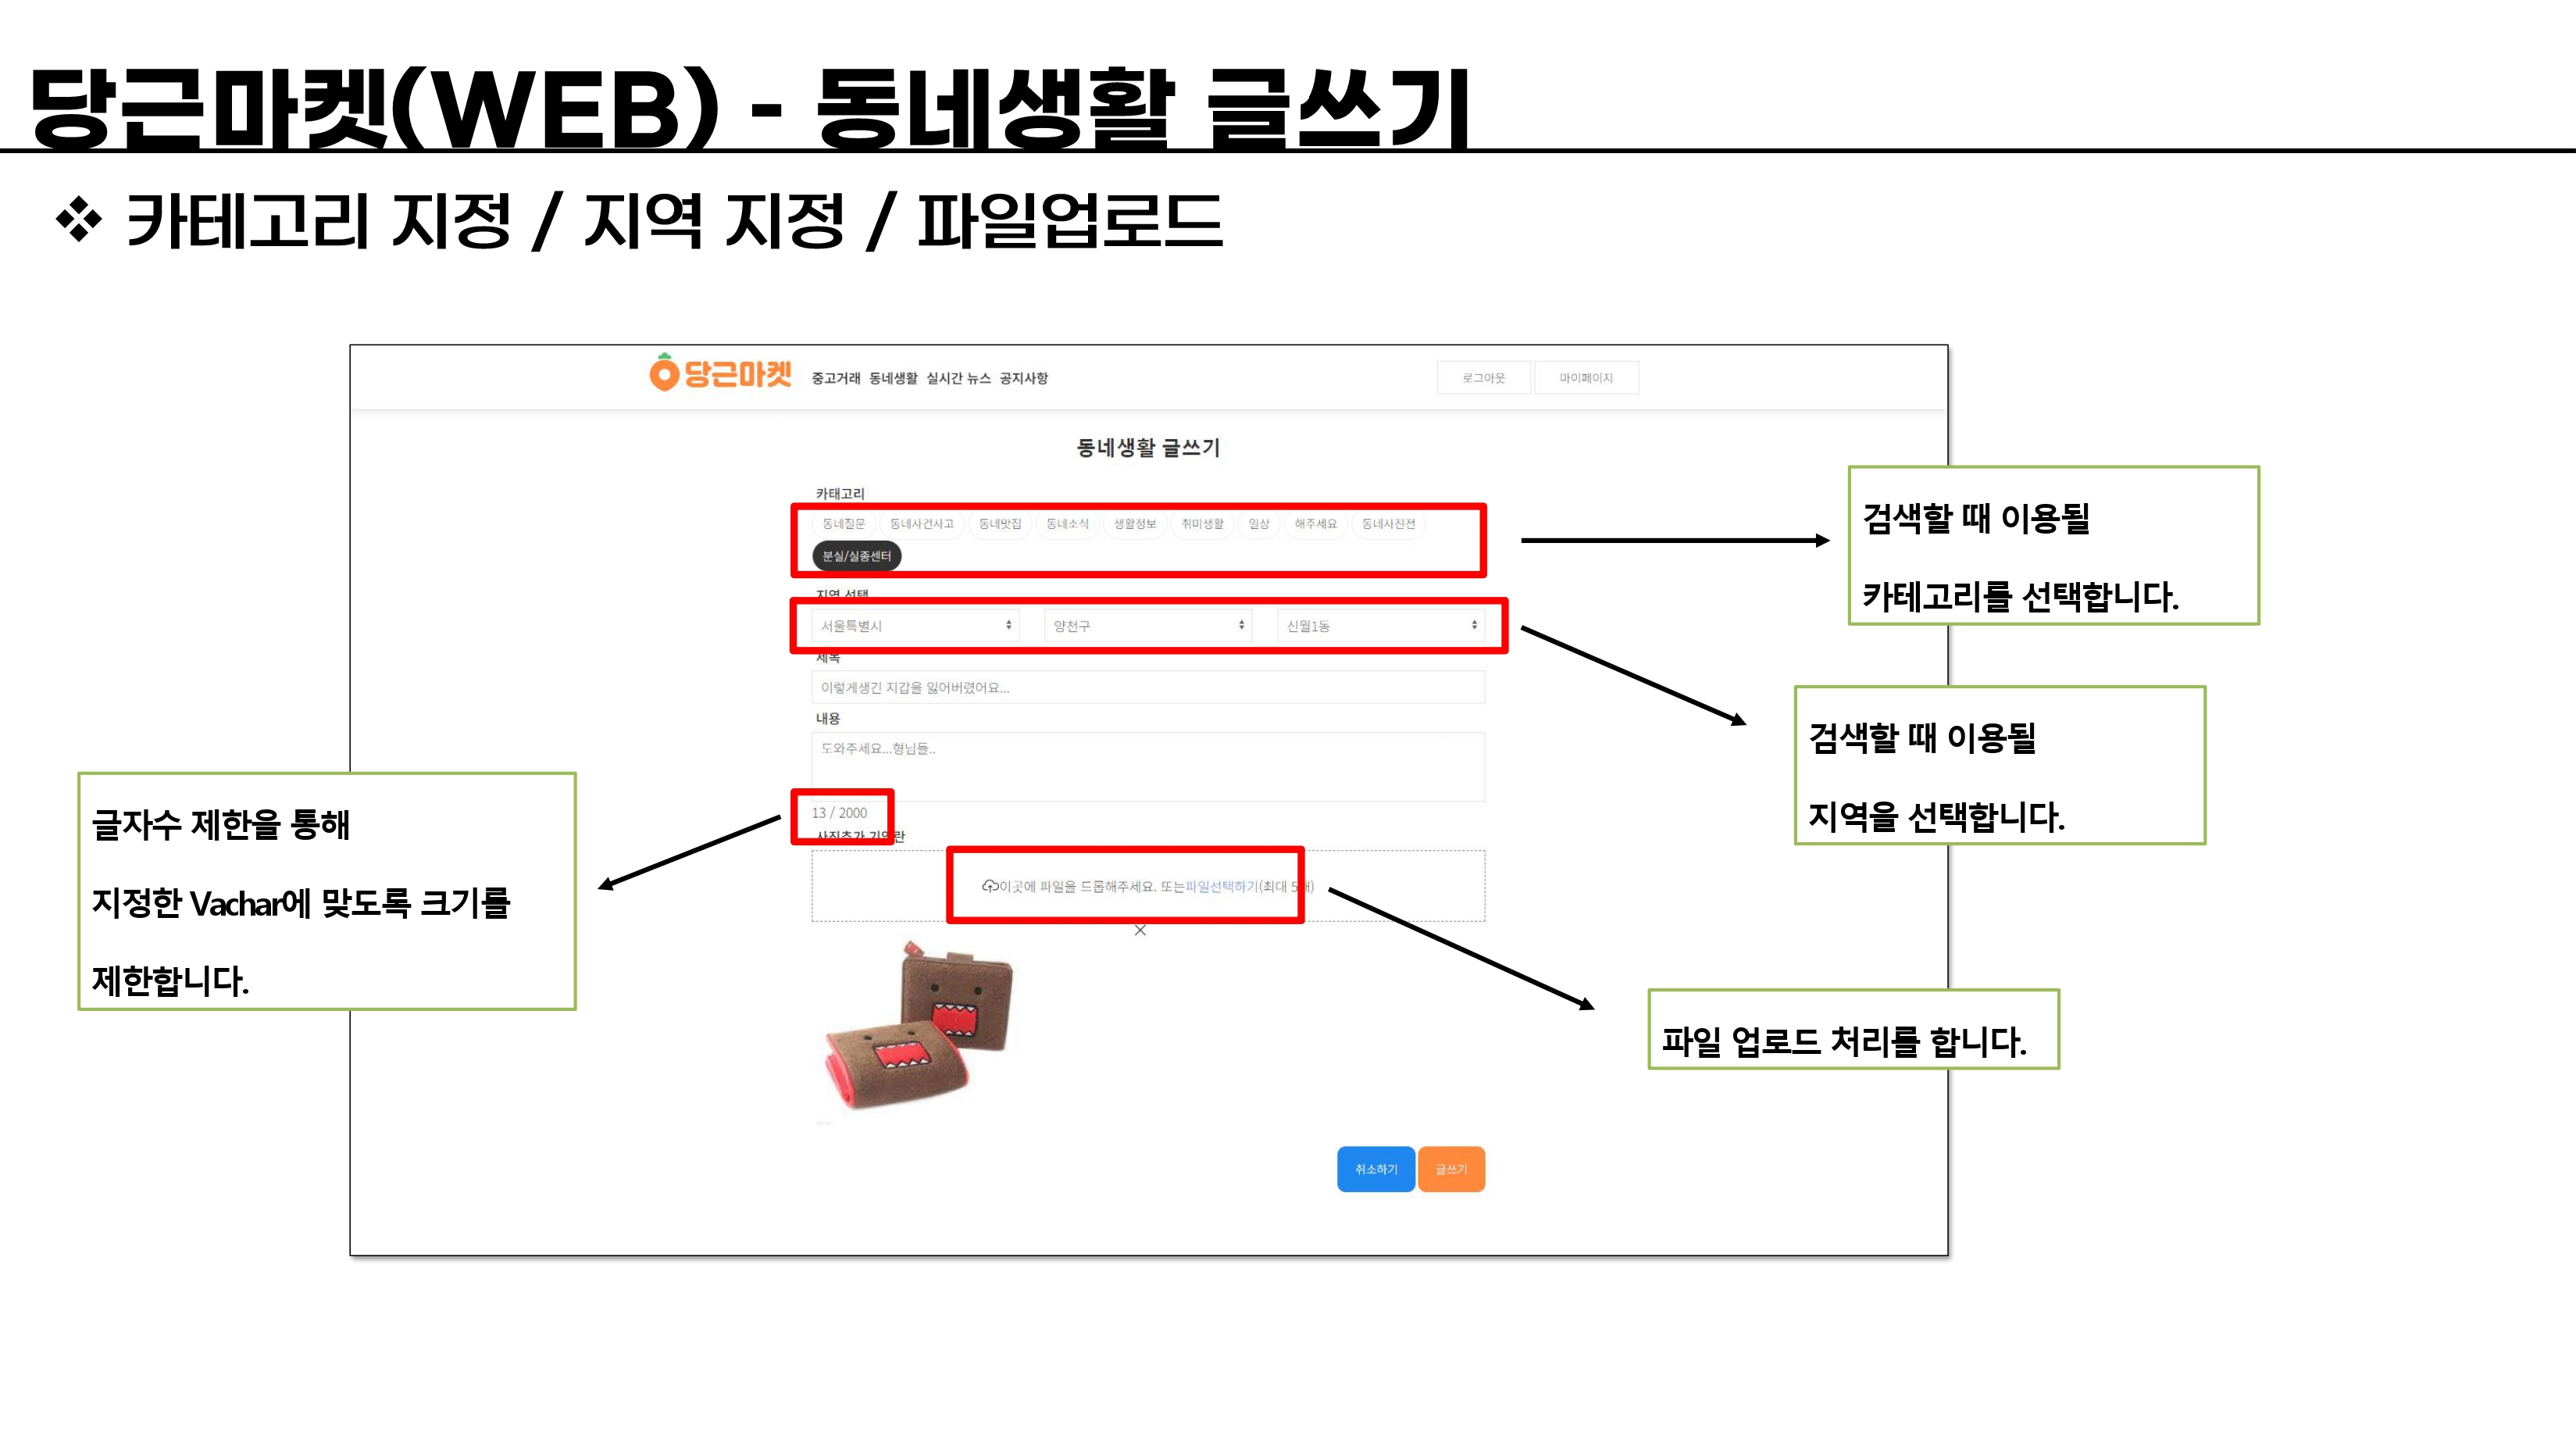 당근마켓(WEB) - 동네생활 글쓰기
❖ 카테고리 지정 / 지역 지정 / 파일업로드
당근마켓 중고거래 동네생활 실시간 뉴스 공지사항 로그아웃 마이페이지
동네생활 글쓰기
카태고리
동네질문 동네사건사고 동네맛집 동네소식 생활정보 취미생활 일상 해주세요 동네사진전
분실/실종센터
지역 선택
서울특별시 양천구 신월1동
제목
이렇게생긴 지갑을 잃어버렸어요...
내용
도와주세요...형님들..
13 / 2000
사진추가 기입란
이곳에 파일을 드롭해주세요. 또는파일선택하기(최대 5개)
취소하기 글쓰기
검색할 때 이용될
카테고리를 선택합니다.
검색할 때 이용될
지역을 선택합니다.
글자수 제한을 통해
지정한 Vachar에 맞도록 크기를
제한합니다.
파일 업로드 처리를 합니다.